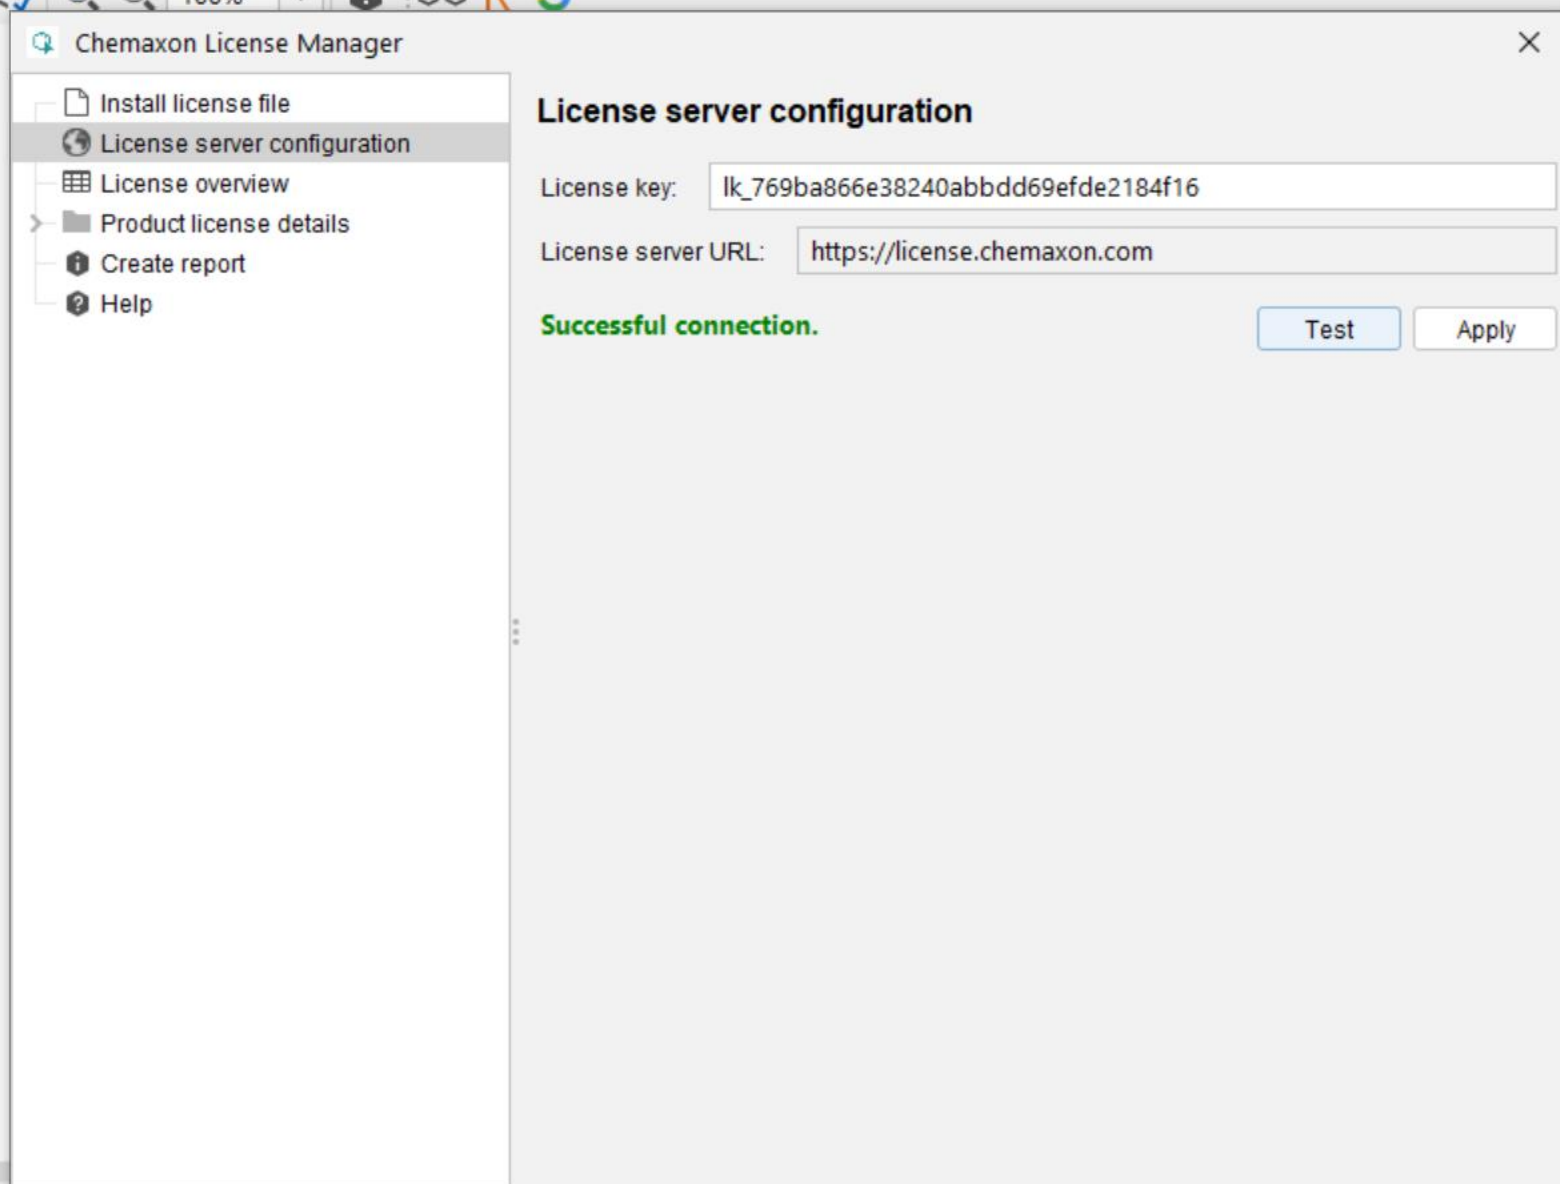 Chemaxon License Manager
Install license file
License server configuration
License overview
Product license details
Create report
Help
License server configuration
License key: lk_769ba866e38240abbdd69efde2184f16
License server URL: https://license.chemaxon.com
Successful connection. Test Apply